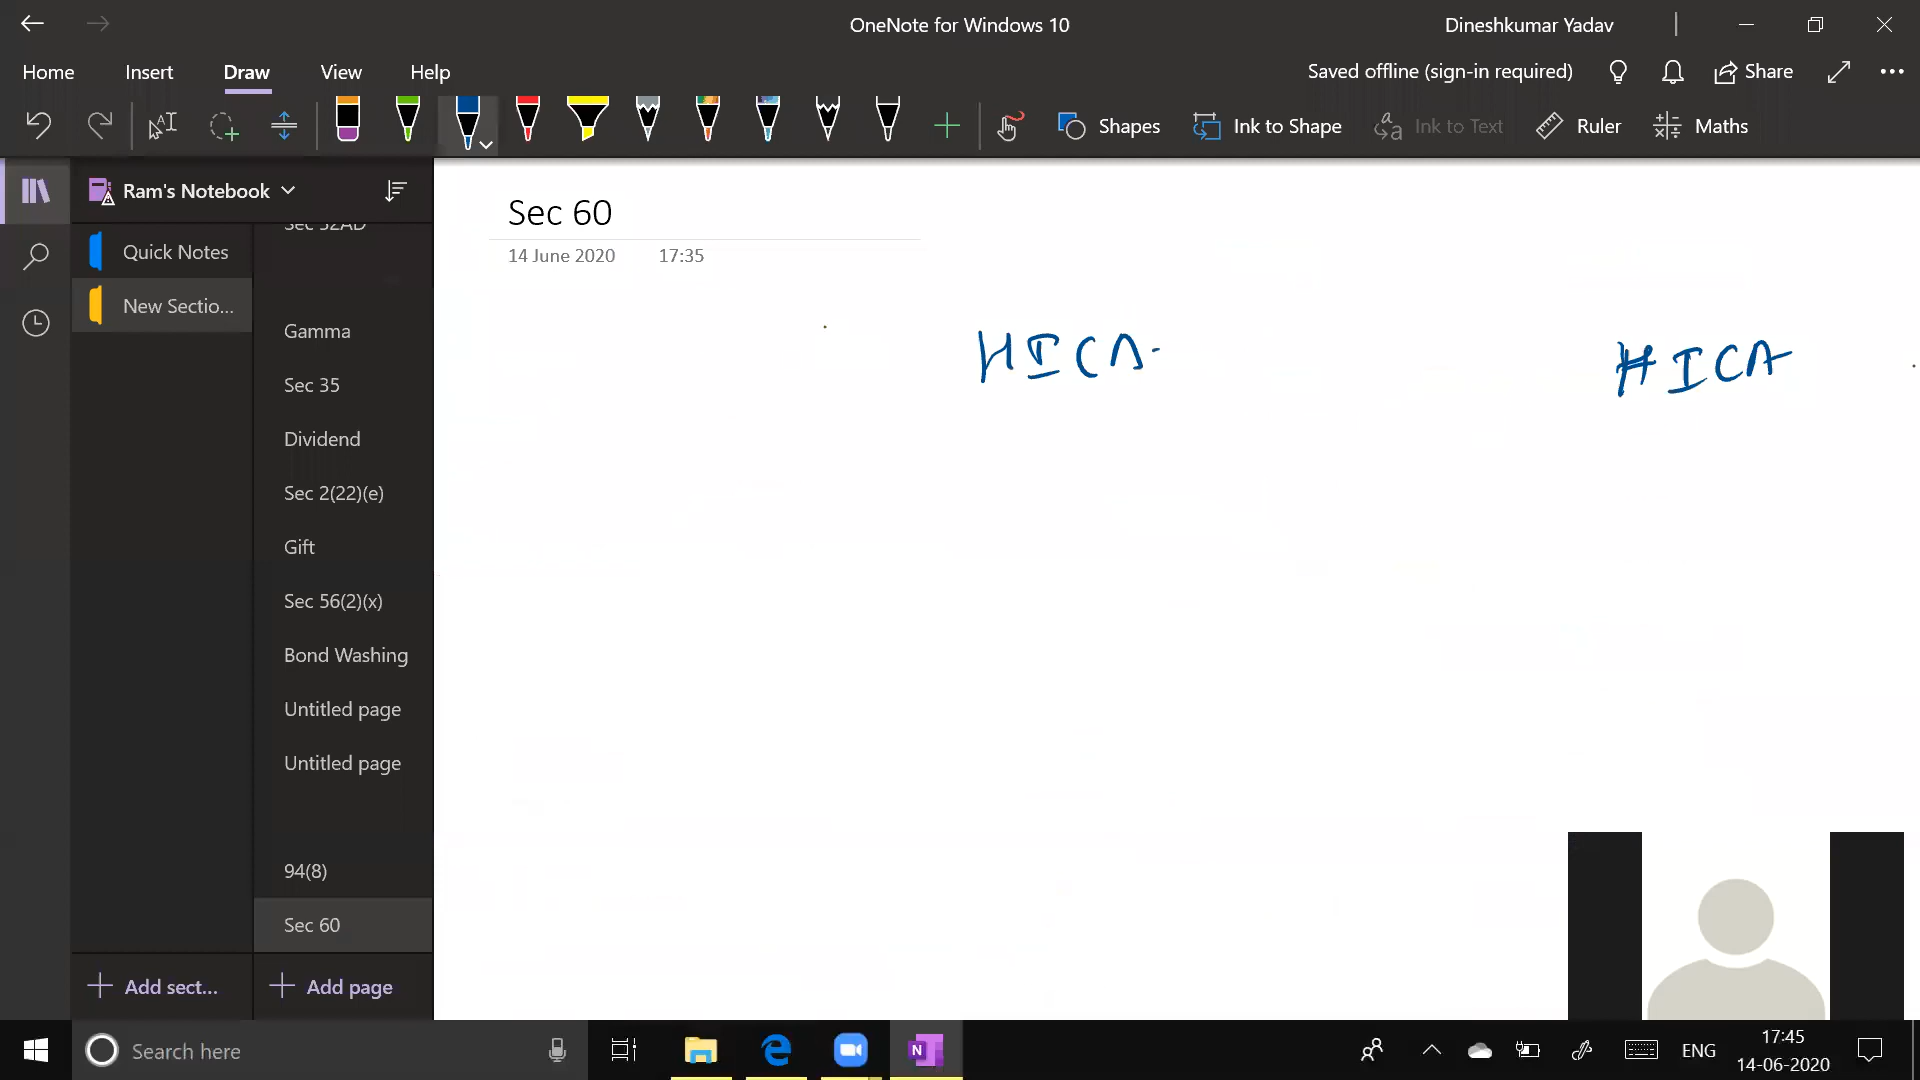 OneNote for Windows 10
Dineshkumar Yadav
Home Insert Draw View Help
Saved offline (sign-in required)
Share
Shapes
Ink to Shape
Ink to Text
Ruler
Maths
Ram's Notebook
Quick Notes
New Sectio...
Sec 52AD
Gamma
Sec 35
Dividend
Sec 2(22)(e)
Gift
Sec 56(2)(x)
Bond Washing
Untitled page
Untitled page
94(8)
Sec 60
Add sect...
Add page
Sec 60
14 June 2020 17:35
HICA
HICA
Search here
ENG
17:45
14-06-2020